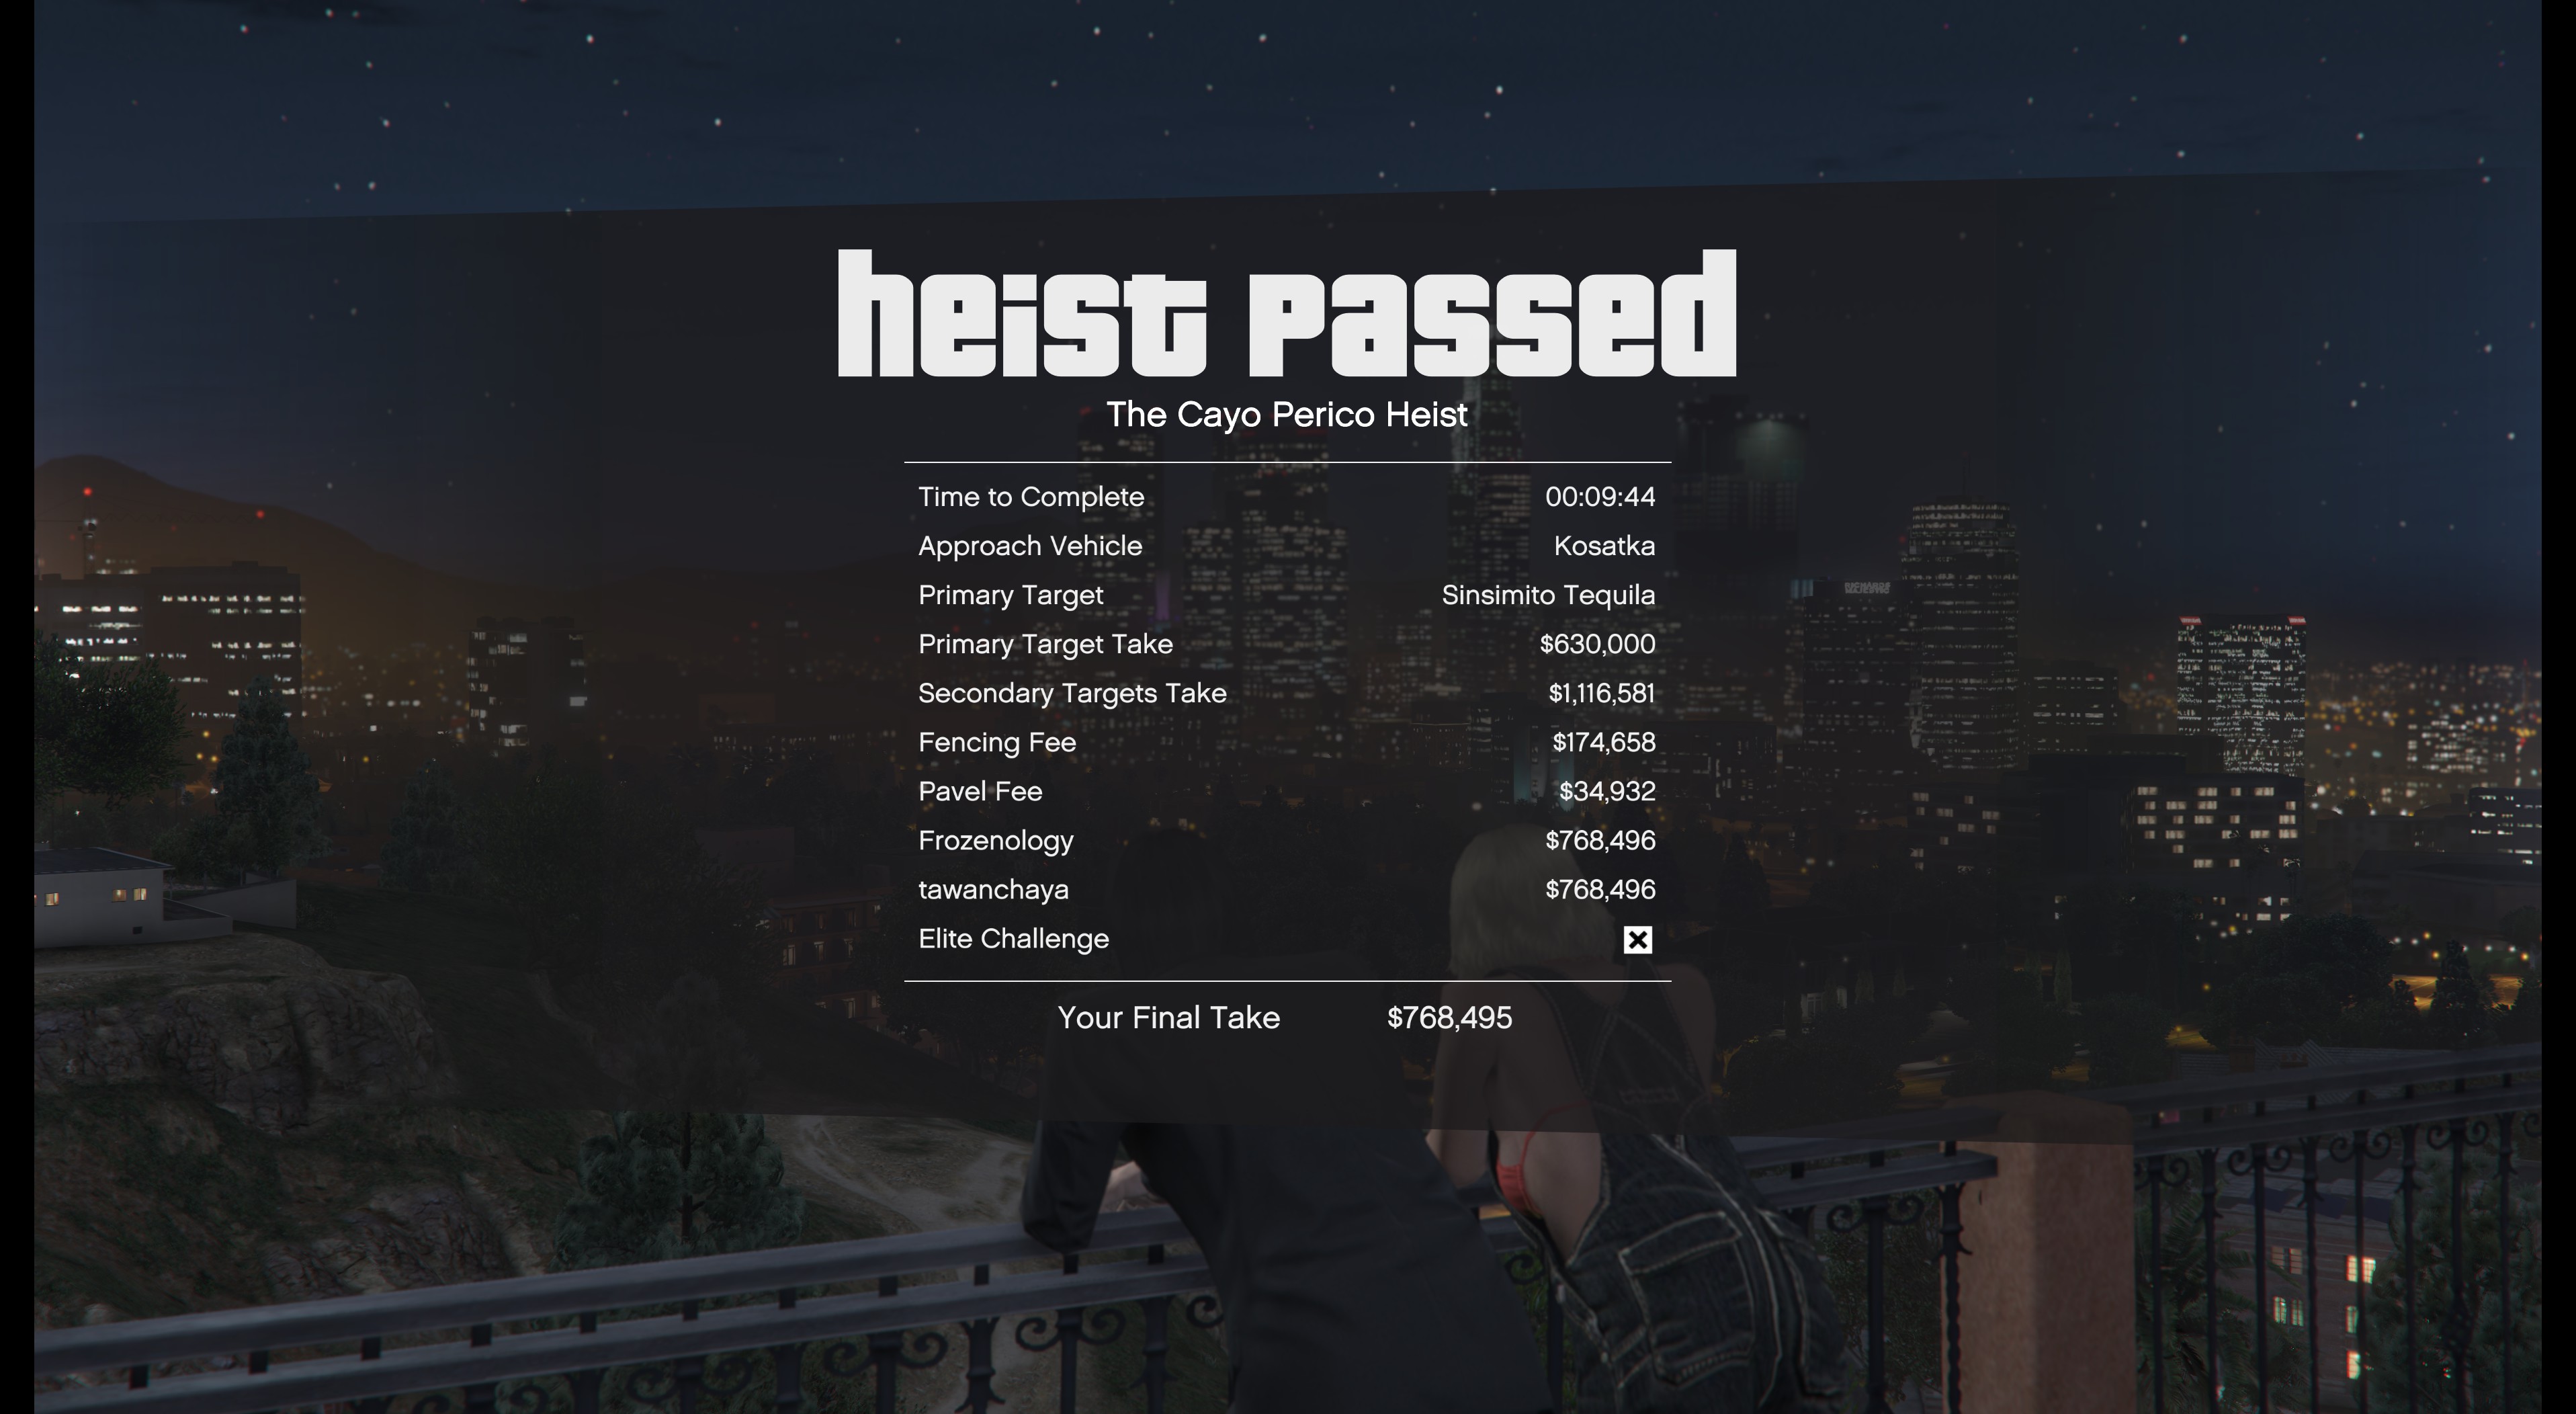 heist passed
The Cayo Perico Heist
Time to Complete 00:09:44
Approach Vehicle Kosatka
Primary Target Sinsimito Tequila
Primary Target Take $630,000
Secondary Targets Take $1,116,581
Fencing Fee $174,658
Pavel Fee $34,932
Frozenology $768,496
tawanchaya $768,496
Elite Challenge
Your Final Take $768,495
RICHARDS
MAJESTIC